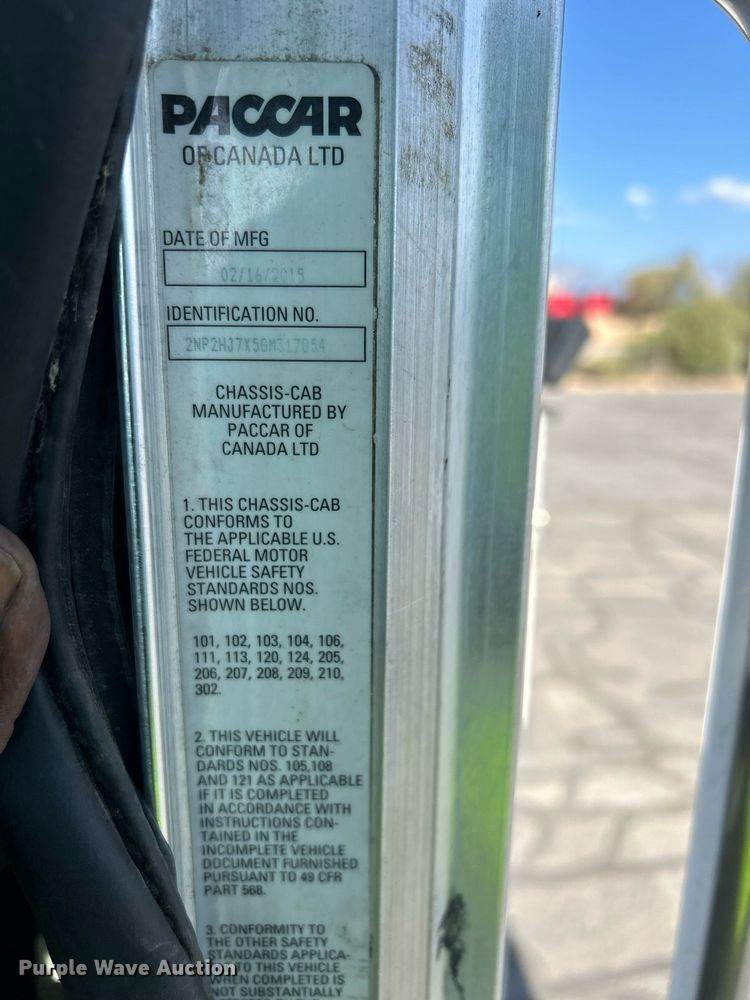 PACCAR
OF CANADA LTD
DATE OF MFG
02/16/2015
IDENTIFICATION NO.
2NP2HJ7X5GM317854
CHASSIS-CAB
MANUFACTURED BY
PACCAR OF
CANADA LTD
1. THIS CHASSIS-CAB
CONFORMS TO
THE APPLICABLE U.S.
FEDERAL MOTOR
VEHICLE SAFETY
STANDARDS NOS.
SHOWN BELOW.
101, 102, 103, 104, 106,
111, 113, 120, 124, 205,
206, 207, 208, 209, 210,
302.
2. THIS VEHICLE WILL
CONFORM TO STAN-
DARDS NOS. 105,108
AND 121 AS APPLICABLE
IF IT IS COMPLETED
IN ACCORDANCE WITH
INSTRUCTIONS CON-
TAINED IN THE
INCOMPLETE VEHICLE
DOCUMENT FURNISHED
PURSUANT TO 49 CFR
PART 568.
3. CONFORMITY TO
THE OTHER SAFETY
STANDARDS APPLICA-
TO THIS VEHICLE
WHEN COMPLETED IS
NOT SUBSTANTIALLY
Purple Wave Auction